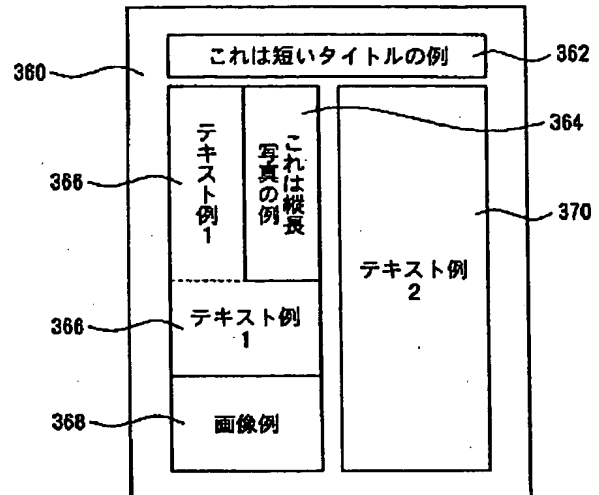 これは短いタイトルの例
362
360
364
テキスト例1
これは縦長
写真の例
366
370
テキスト例
2
テキスト例
1
366
画像例
368